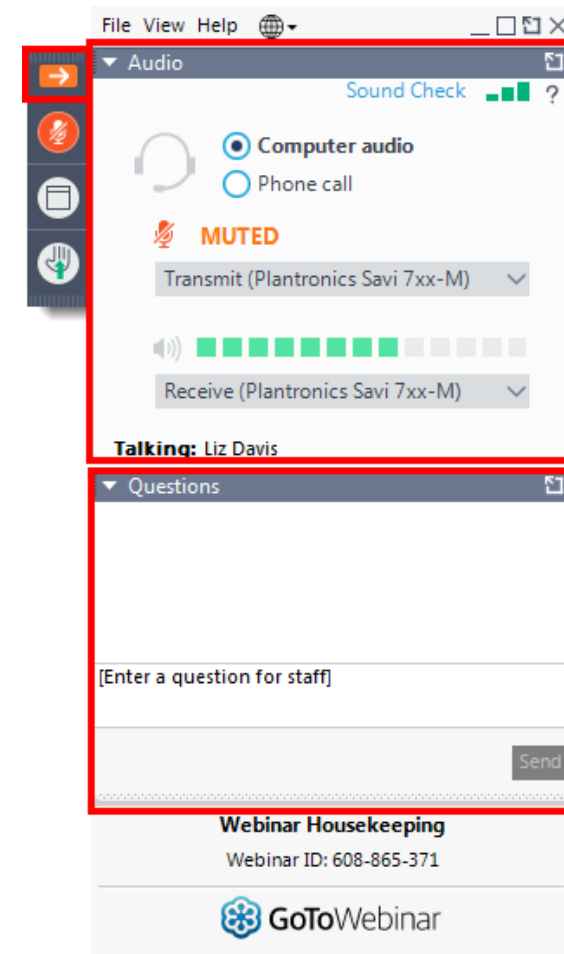 File View Help
Audio
Sound Check ?
Computer audio
Phone call
MUTED
Transmit (Plantronics Savi 7xx-M)
Receive (Plantronics Savi 7xx-M)
Talking: Liz Davis
Questions
[Enter a question for staff]
Send
Webinar Housekeeping
Webinar ID: 608-865-371
GoToWebinar